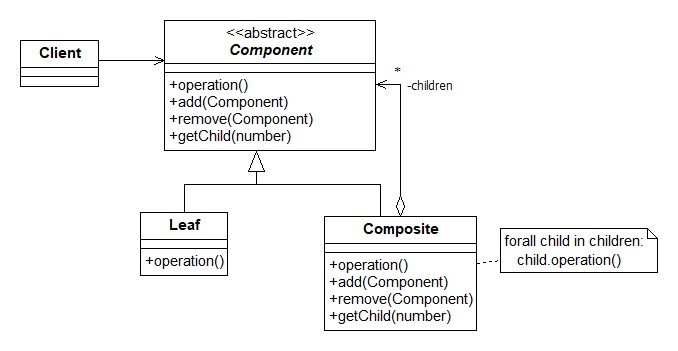 Client
<<abstract>>
Component
+operation()
+add(Component)
+remove(Component)
+getChild(number)
*
-children
Leaf
+operation()
Composite
+operation()
+add(Component)
+remove(Component)
+getChild(number)
forall child in children:
child.operation()